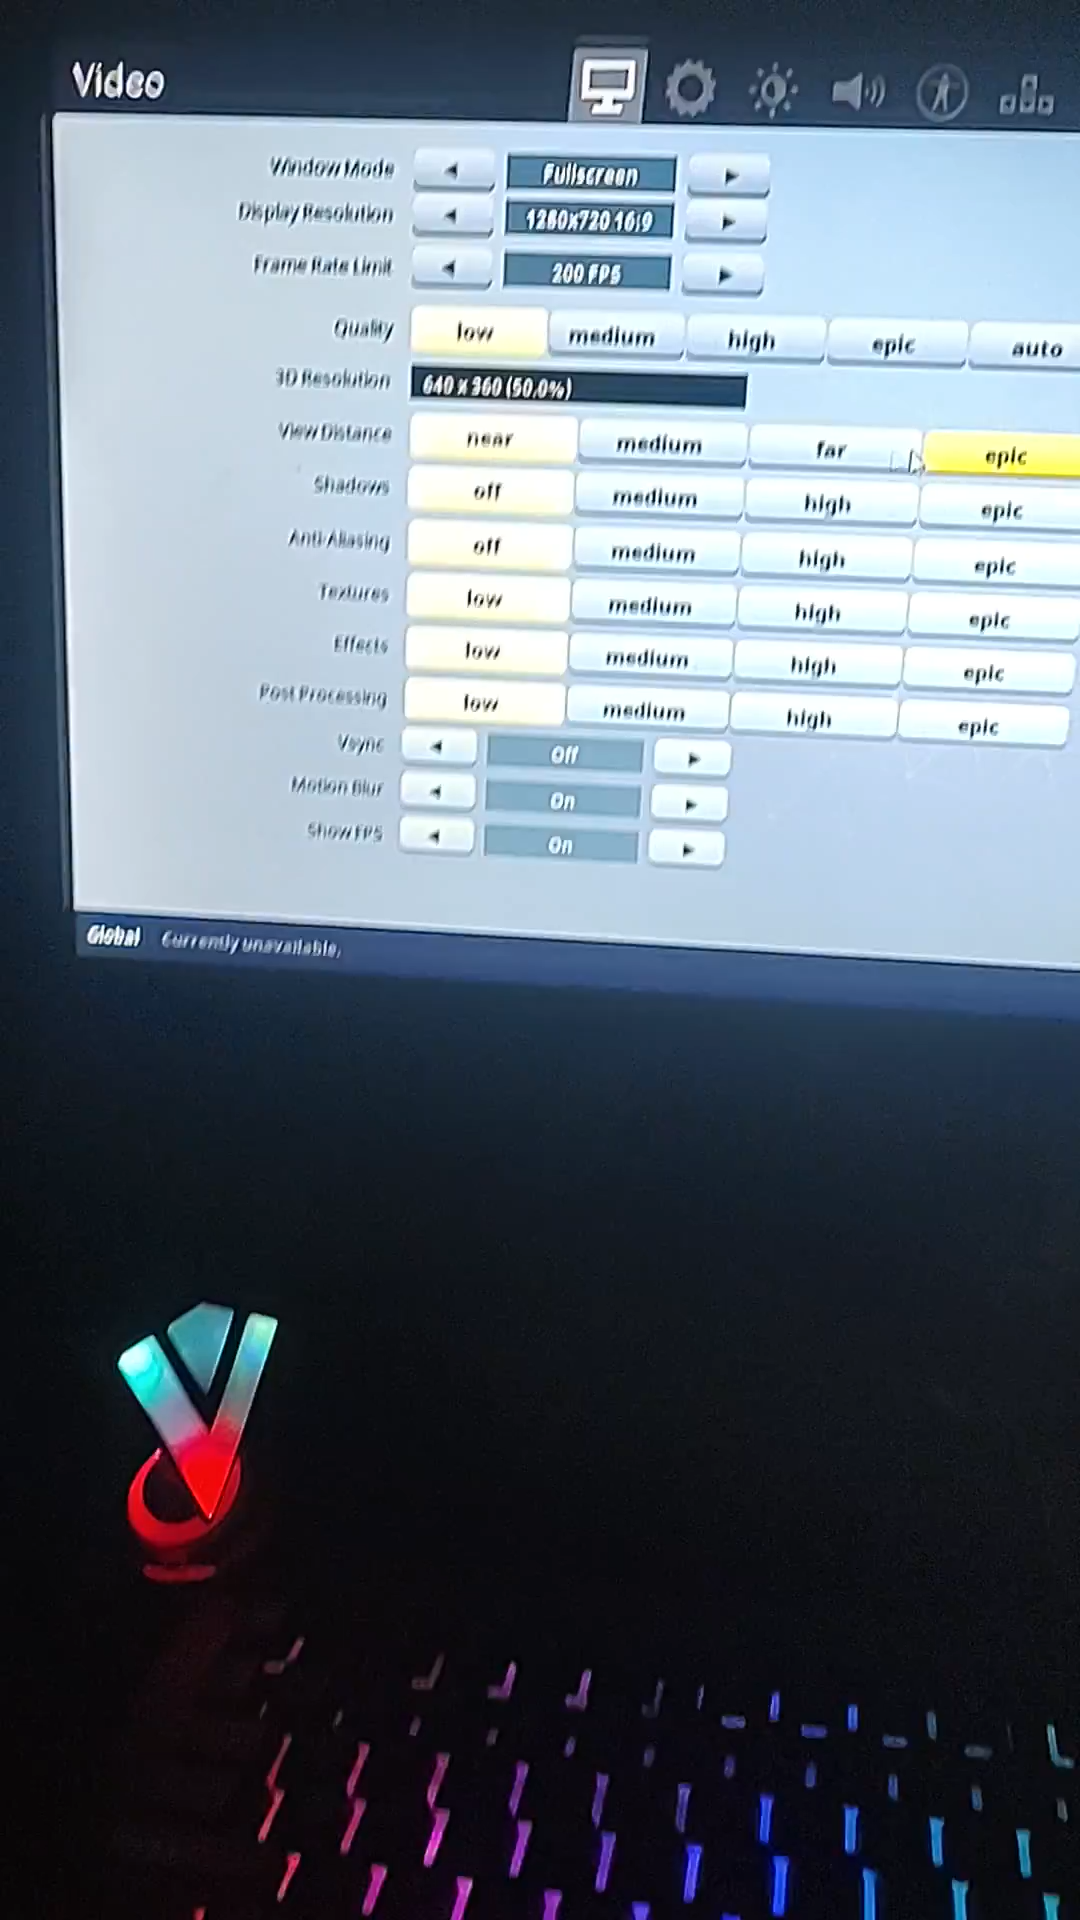 Video
Window Mode ◄ Fullscreen ►
Display Resolution ◄ 1280x720 16:9 ►
Frame Rate Limit ◄ 200 FPS ►
Quality low medium high epic auto
3D Resolution 640 x 360 (50.0%)
View Distance near medium far epic
Shadows off medium high epic
Anti-Aliasing off medium high epic
Textures low medium high epic
Effects low medium high epic
Post Processing low medium high epic
Vsync ◄ Off ►
Motion Blur ◄ On ►
Show FPS ◄ On ►
Global Currently unavailable.